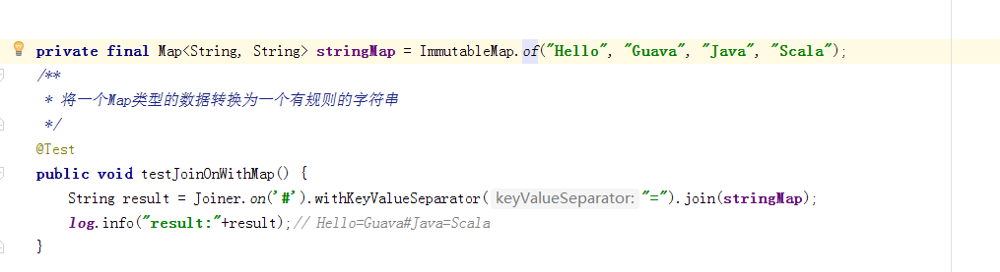 private final Map<String, String> stringMap = ImmutableMap.of("Hello", "Guava", "Java", "Scala");
/**
* 将一个Map类型的数据转换为一个有规则的字符串
*/
@Test
public void testJoinOnWithMap() {
String result = Joiner.on('#').withKeyValueSeparator( keyValueSeparator: "=").join(stringMap);
log.info("result:"+result);// Hello=Guava#Java=Scala
}